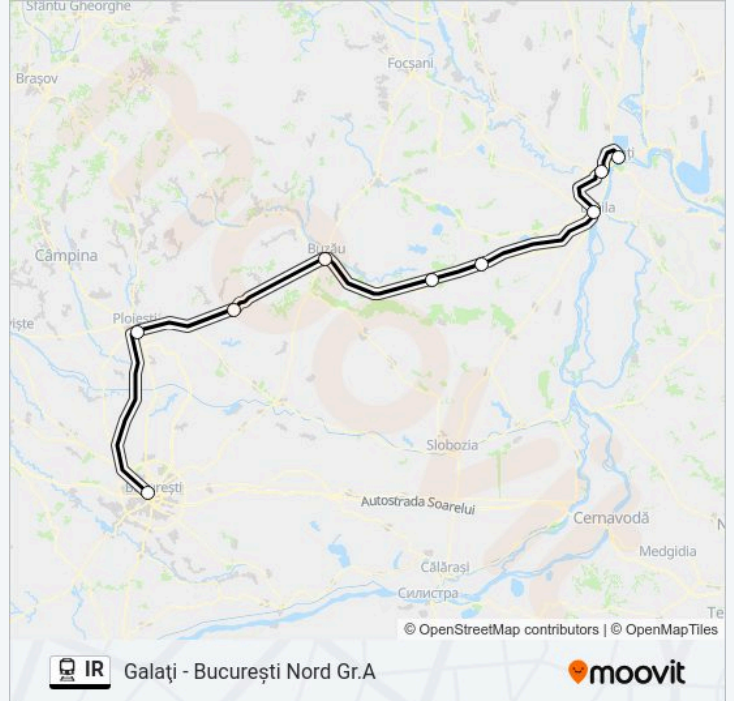 Sfântu Gheorghe
Brașov
Focșani
Câmpina
Buzău
Ploiești
Slobozia
Autostrada Soarelui
Cernavodă
Medgidia
Călărași
Силистра
© OpenStreetMap contributors | © OpenMapTiles
IR Galați - București Nord Gr.A
moovit